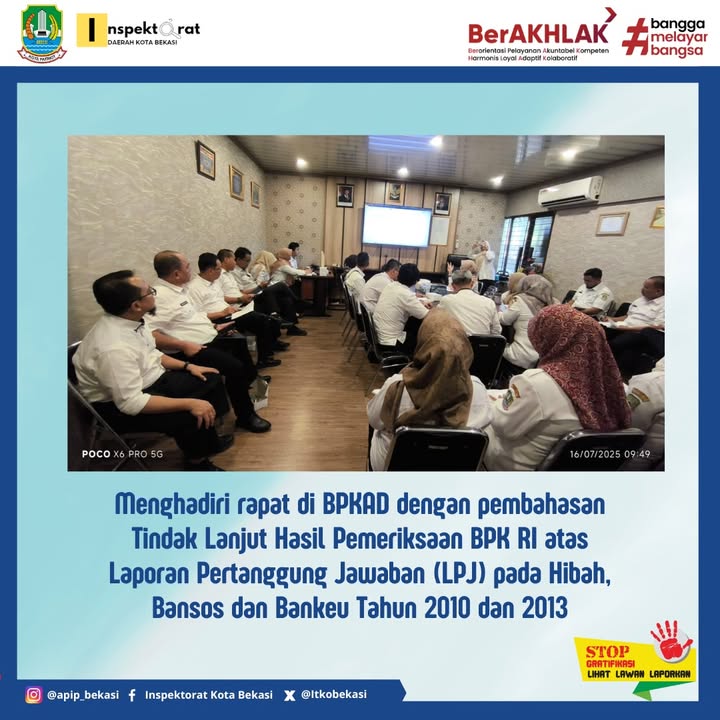 KOTA PATRIOT
Inspektorat
DAERAH KOTA BEKASI
BerAKHLAK
Berorientasi Pelayanan Akuntabel Kompeten
Harmonis Loyal Adaptif Kolaboratif
#bangga
melayani
bangsa
POCO X6 PRO 5G
16/07/2025 09:49
Menghadiri rapat di BPKAD dengan pembahasan
Tindak Lanjut Hasil Pemeriksaan BPK RI atas
Laporan Pertanggung Jawaban (LPJ) pada Hibah,
Bansos dan Bankeu Tahun 2010 dan 2013
STOP
GRATIFIKASI
LIHAT LAWAN LAPORKAN
@apip_bekasi
Inspektorat Kota Bekasi
@Itkobekasi